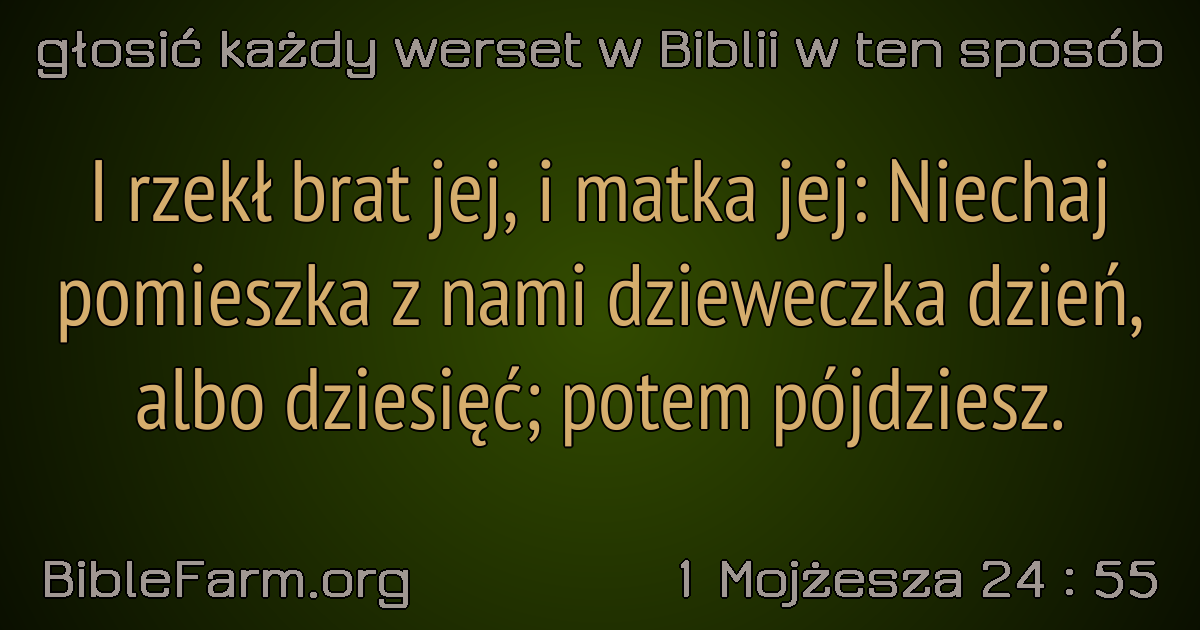 głosić każdy werset w Biblii w ten sposób
I rzekł brat jej, i matka jej: Niechaj
pomieszka z nami dzieweczka dzień,
albo dziesięć; potem pójdziesz.
BibleFarm.org
1 Mojżesza 24 : 55